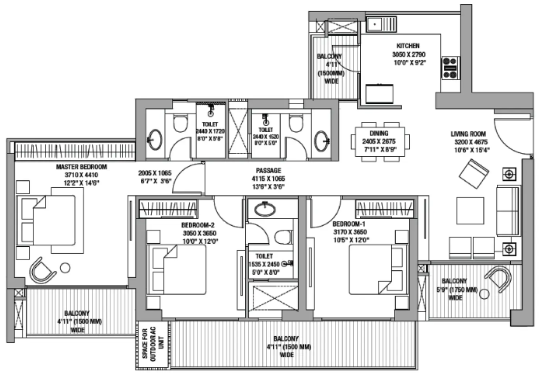 KITCHEN
3050 X 2790
10'0" X 9'2"
BALCONY
4'11"
(1500MM)
WIDE
TOILET
2440 X 1720
8'0" X 5'8"
TOILET
2440 X 1520
8'0" X 5'0"
DINING
2405 X 2675
7'11" X 8'9"
LIVING ROOM
3200 X 4675
10'6" X 15'4"
MASTER BEDROOM
3710 X 4410
12'2" X 14'6"
2005 X 1065
6'7" X 3'6"
PASSAGE
4115 X 1065
13'6" X 3'6"
BEDROOM-2
3050 X 3650
10'0" X 12'0"
TOILET
1535 X 2450
5'0" X 8'0"
BEDROOM-1
3170 X 3650
10'5" X 12'0"
BALCONY
5'9" (1750 MM)
WIDE
BALCONY
4'11" (1500 MM)
WIDE
SPACE FOR
OUTDOOR AC
UNIT
BALCONY
4'11" (1500 MM)
WIDE